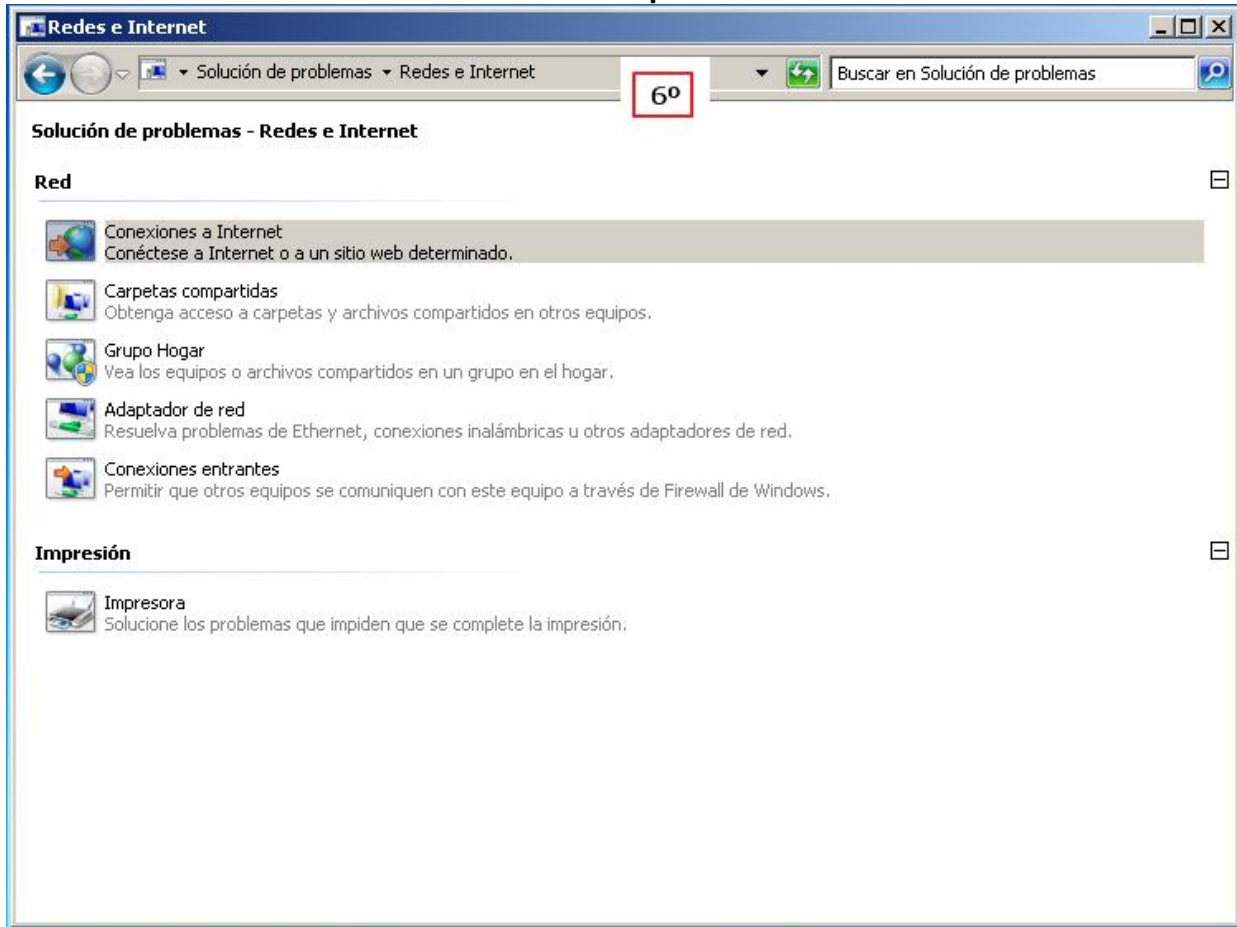 Redes e Internet
Solución de problemas Redes e Internet
Buscar en Solución de problemas
6º
Solución de problemas - Redes e Internet
Red
Conexiones a Internet
Conéctese a Internet o a un sitio web determinado.
Carpetas compartidas
Obtenga acceso a carpetas y archivos compartidos en otros equipos.
Grupo Hogar
Vea los equipos o archivos compartidos en un grupo en el hogar.
Adaptador de red
Resuelva problemas de Ethernet, conexiones inalámbricas u otros adaptadores de red.
Conexiones entrantes
Permitir que otros equipos se comuniquen con este equipo a través de Firewall de Windows.
Impresión
Impresora
Solucione los problemas que impiden que se complete la impresión.